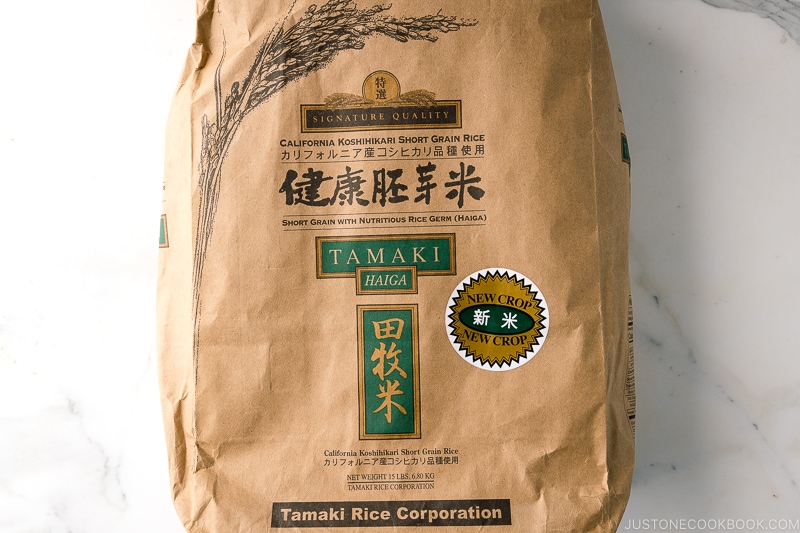 特選
SIGNATURE QUALITY
CALIFORNIA KOSHIHIKARI SHORT GRAIN RICE
カリフォルニア産コシヒカリ品種使用
健康胚芽米
SHORT GRAIN WITH NUTRITIOUS RICE GERM (HAIGA)
TAMAKI
HAIGA
NEW CROP
新米
NEW CROP
田牧米
California Koshihikari Short Grain Rice
カリフォルニア産コシヒカリ品種使用
NET WEIGHT 15 LBS, 6.80 KG
TAMAKI RICE CORPORATION
Tamaki Rice Corporation
JUSTONECOOKBOOK.COM